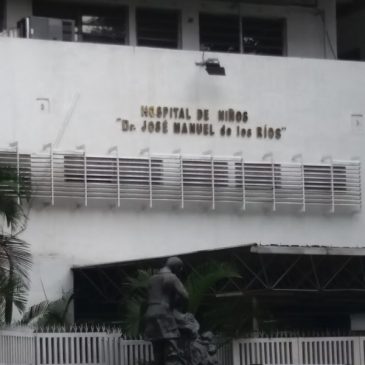 HOSPITAL DE NIÑOS
"Dr. JOSÉ MANUEL de los RÍOS"